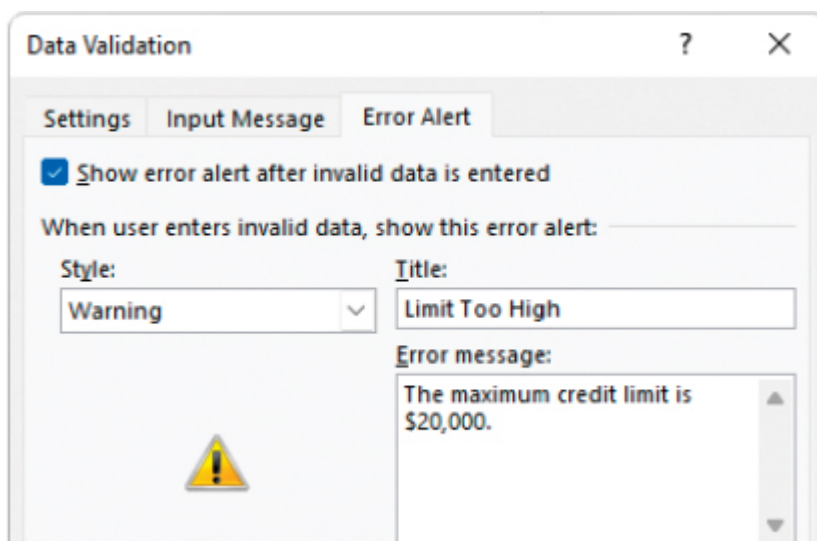 Data Validation ?
Settings Input Message Error Alert
Show error alert after invalid data is entered
When user enters invalid data, show this error alert:
Style: Title:
Warning Limit Too High
Error message:
The maximum credit limit is
$20,000.